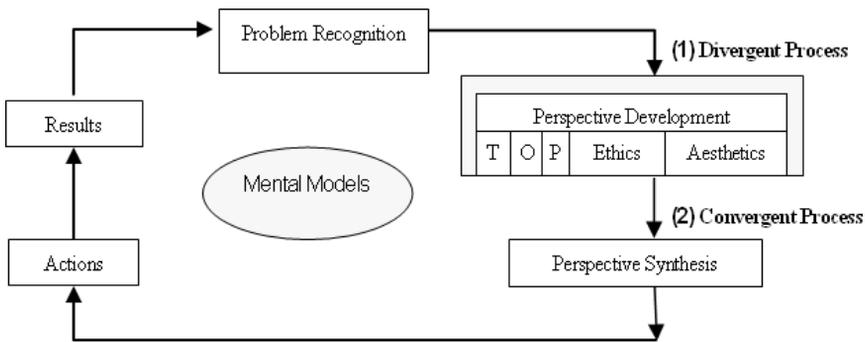 Problem Recognition
(1) Divergent Process
Perspective Development
T O P Ethics Aesthetics
Results
Mental Models
(2) Convergent Process
Actions
Perspective Synthesis